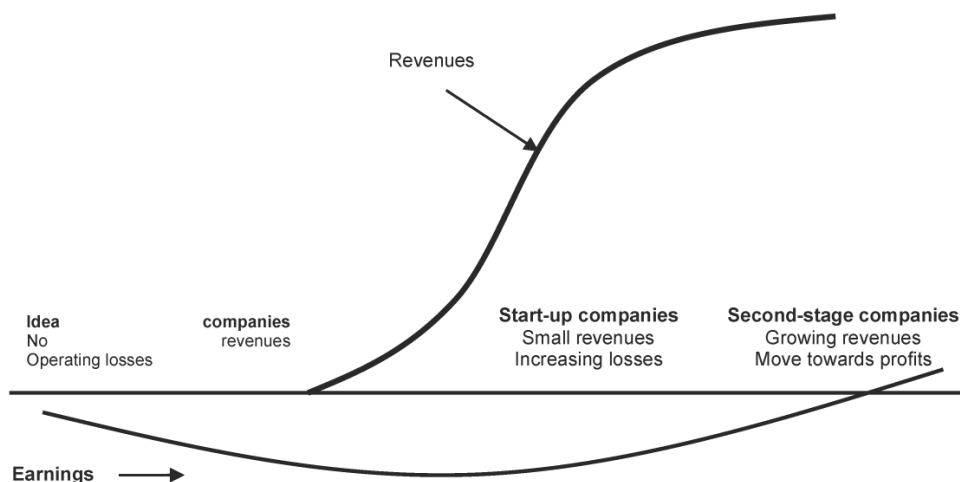 Revenues
Idea companies
No revenues
Operating losses
Start-up companies
Small revenues
Increasing losses
Second-stage companies
Growing revenues
Move towards profits
Earnings